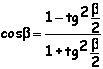 cosβ = (1 - tg² β/2) / (1 + tg² β/2)